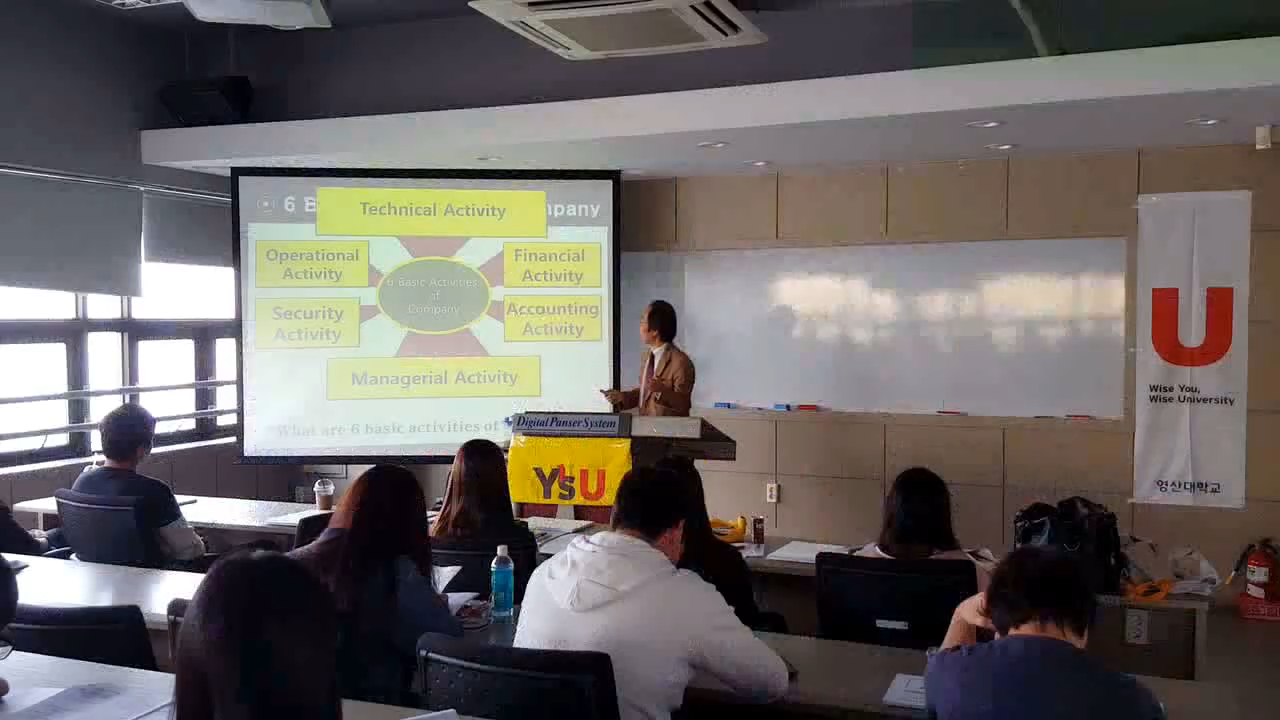 6 B
mpany
Technical Activity
Operational
Activity
Financial
Activity
6 Basic Activities
of
Company
Security
Activity
Accounting
Activity
Managerial Activity
What are 6 basic activities of
Digital Panser System
YsU
U
Wise You,
Wise University
영산대학교